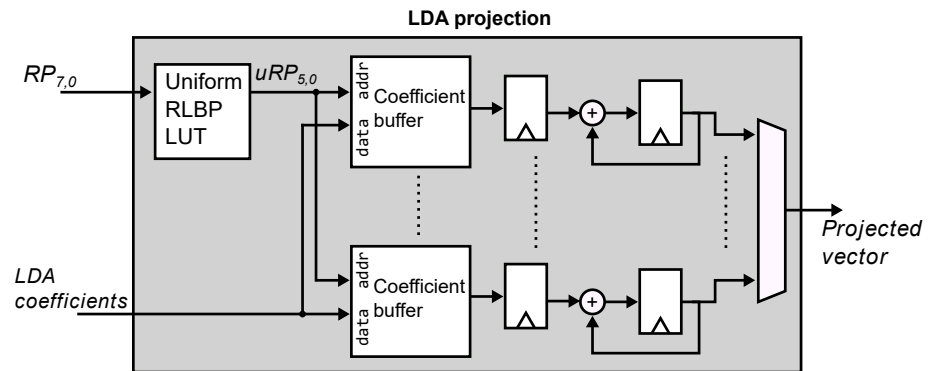 LDA projection
RP7,0
Uniform
RLBP
LUT
uRP5,0
addr
data
Coefficient
buffer
+
Projected
vector
LDA
coefficients
addr
data
Coefficient
buffer
+